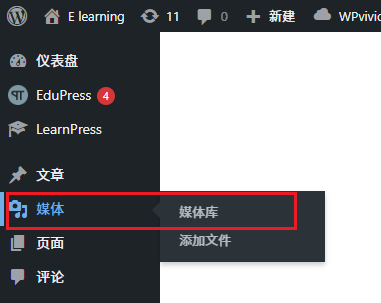 E learning 11 0 新建 WPvivid
仪表盘
EduPress 4
LearnPress
文章
媒体 媒体库
添加文件
页面
评论